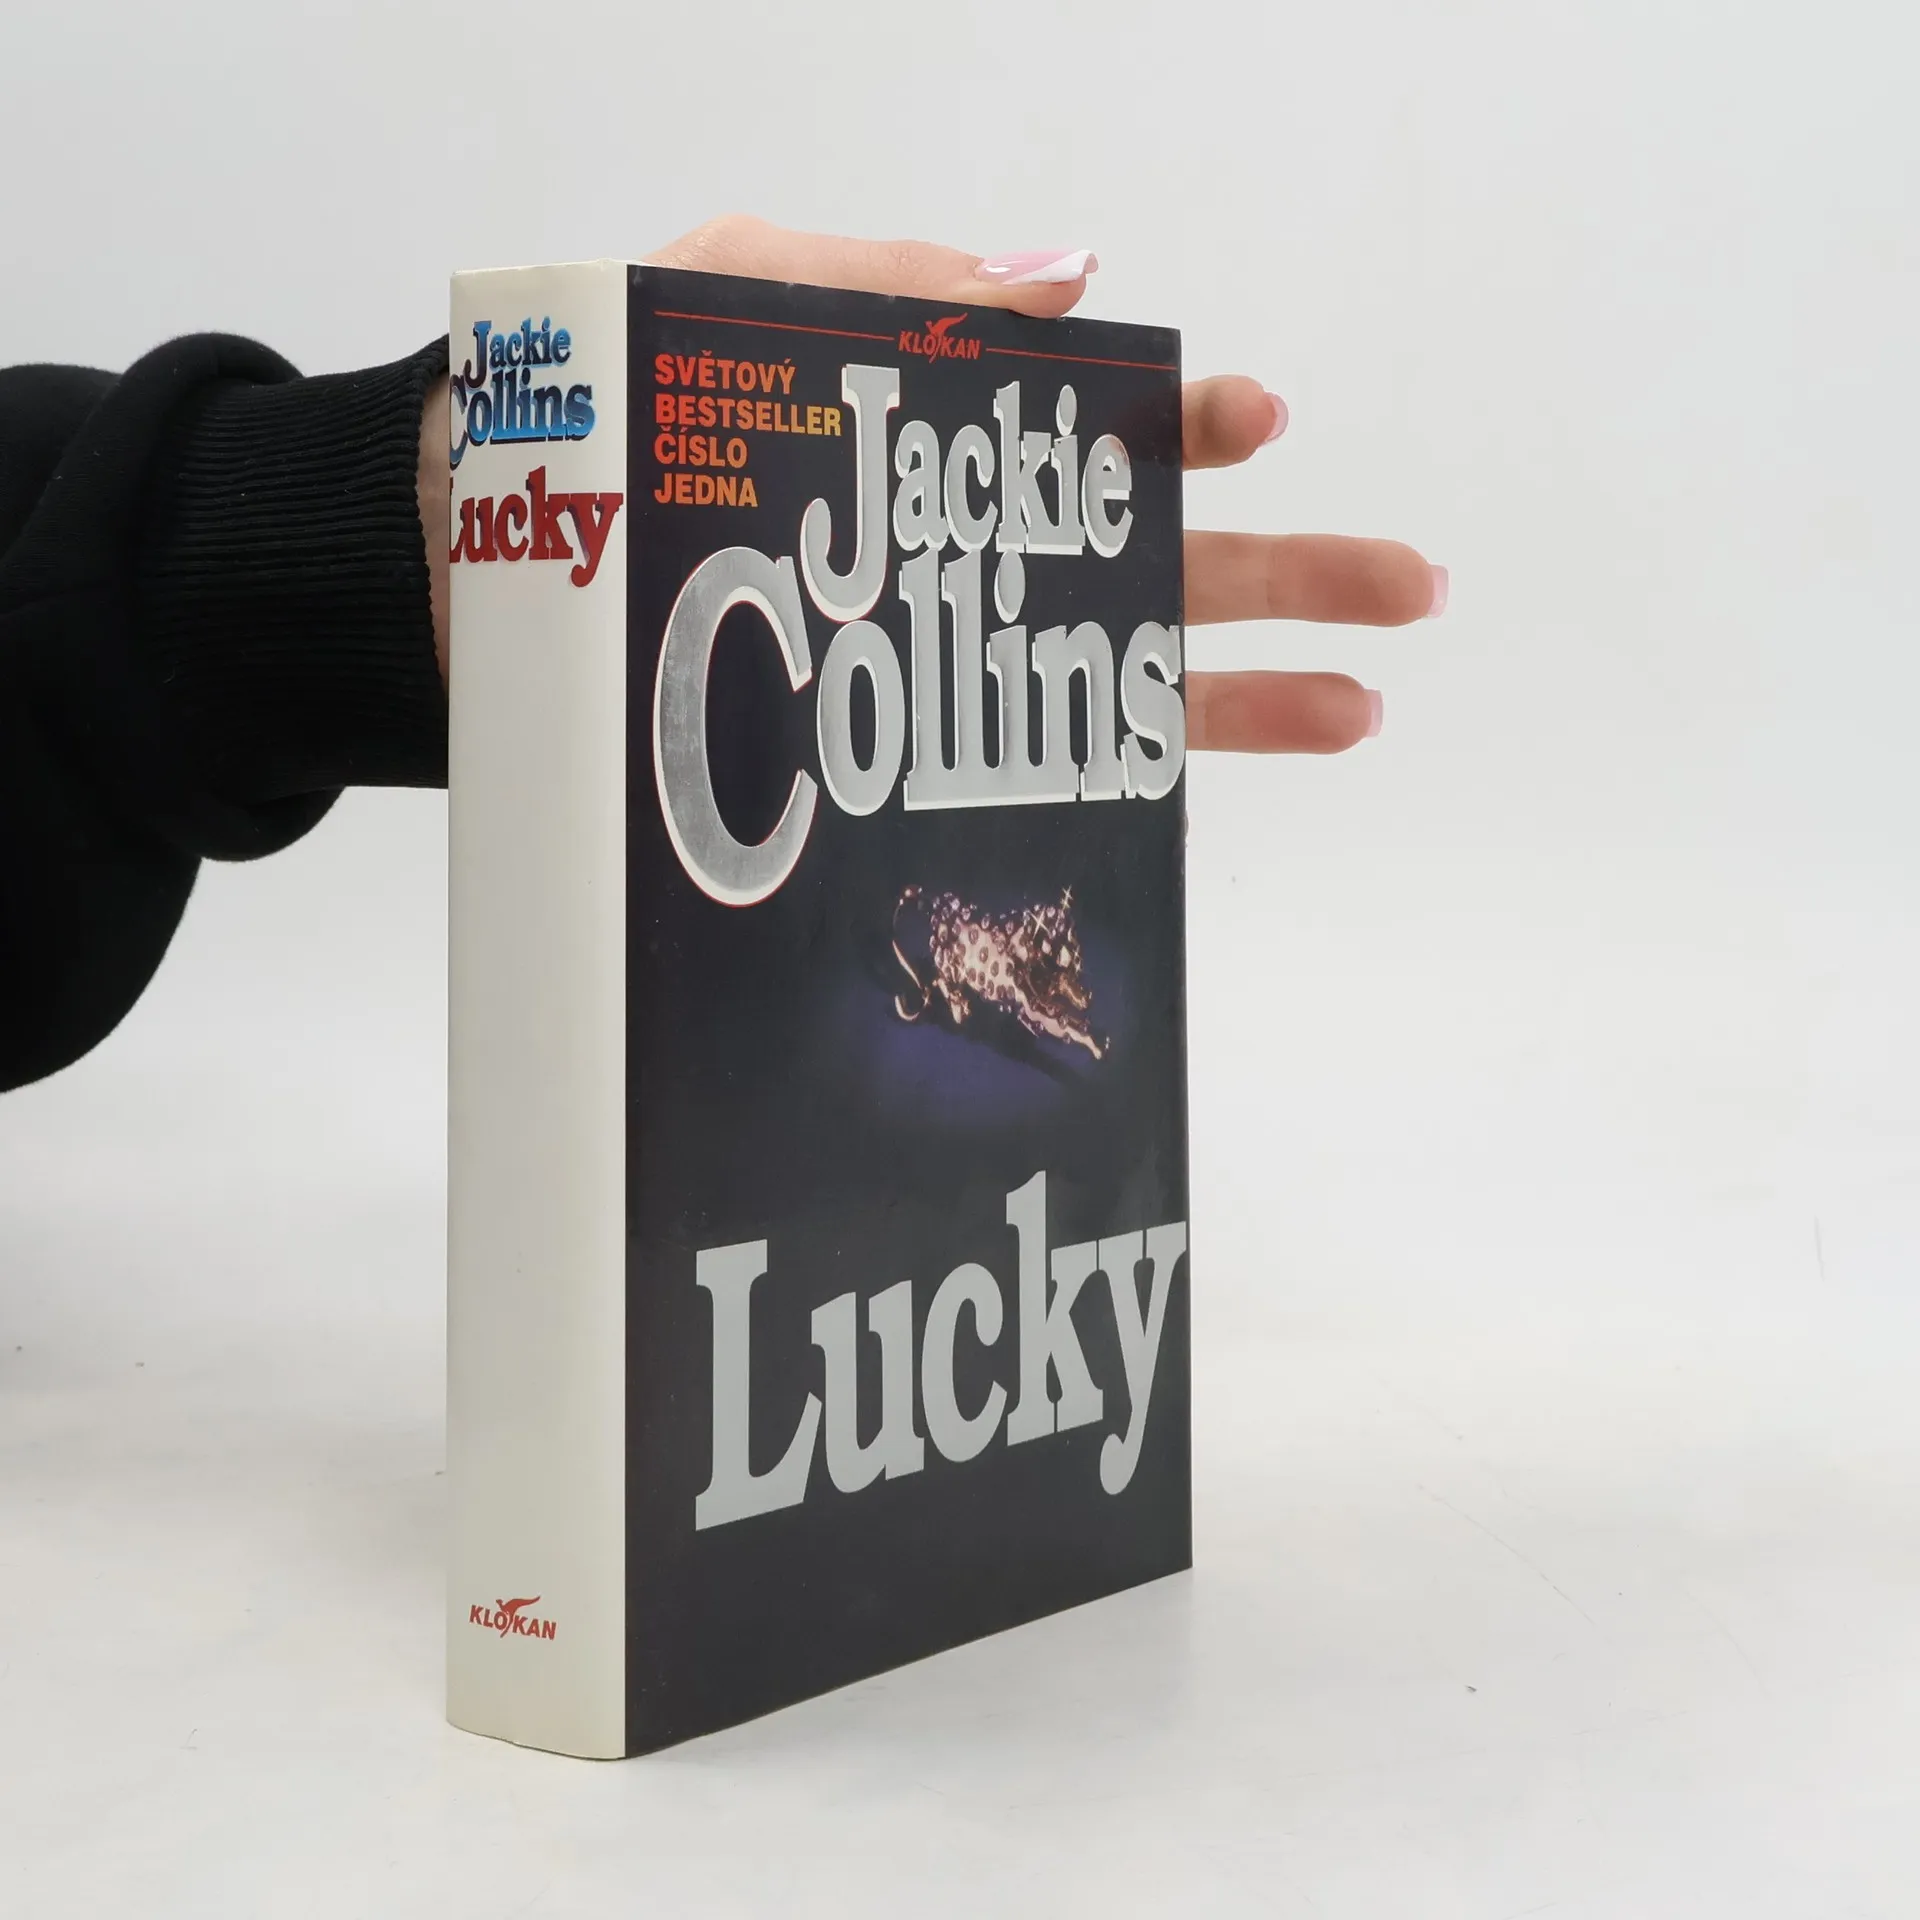 Jackie
Collins
Lucky
KLOKAN
KLOKAN
SVĚTOVÝ
BESTSELLER
ČÍSLO
JEDNA
Jackie
Collins
Lucky